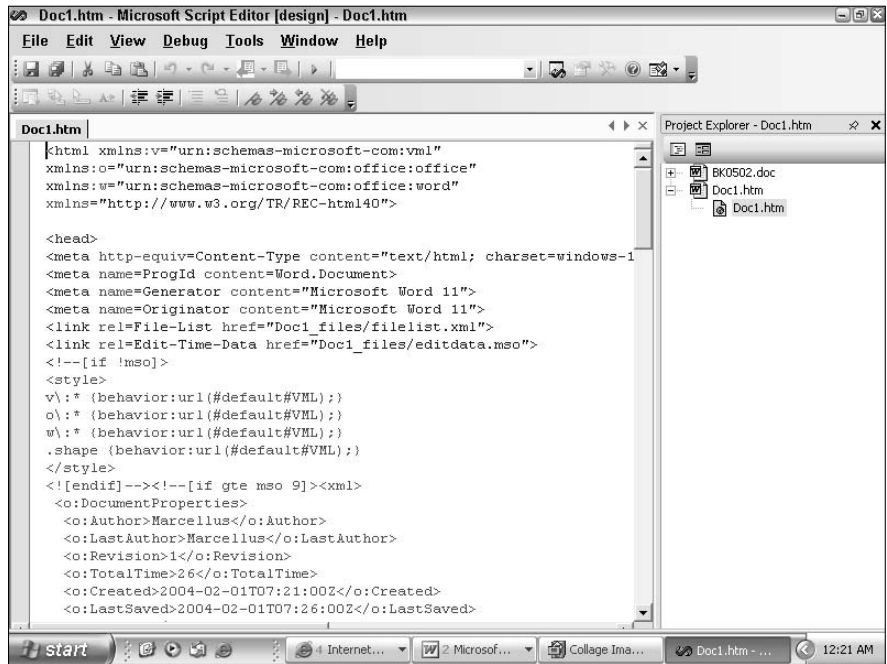 Doc1.htm - Microsoft Script Editor [design] - Doc1.htm
File Edit View Debug Tools Window Help
Doc1.htm
<html xmlns:v="urn:schemas-microsoft-com:vml"
xmlns:o="urn:schemas-microsoft-com:office:office"
xmlns:w="urn:schemas-microsoft-com:office:word"
xmlns="http://www.w3.org/TR/REC-html40">
<head>
<meta http-equiv=Content-Type content="text/html; charset=windows-1
<meta name=ProgId content=Word.Document>
<meta name=Generator content="Microsoft Word 11">
<meta name=Originator content="Microsoft Word 11">
<link rel=File-List href="Doc1_files/filelist.xml">
<link rel=Edit-Time-Data href="Doc1_files/editdata.mso">
<!--[if !mso]>
<style>
v\:* {behavior:url(#default#VML);}
o\:* {behavior:url(#default#VML);}
w\:* {behavior:url(#default#VML);}
.shape {behavior:url(#default#VML);}
</style>
<![endif]--><!--[if gte mso 9]><xml>
<o:DocumentProperties>
<o:Author>Marcellus</o:Author>
<o:LastAuthor>Marcellus</o:LastAuthor>
<o:Revision>1</o:Revision>
<o:TotalTime>26</o:TotalTime>
<o:Created>2004-02-01T07:21:00Z</o:Created>
<o:LastSaved>2004-02-01T07:26:00Z</o:LastSaved>
Project Explorer - Doc1.htm
BK0502.doc
Doc1.htm
Doc1.htm
start
4 Internet...
2 Microsof...
Collage Ima...
Doc1.htm - ...
12:21 AM